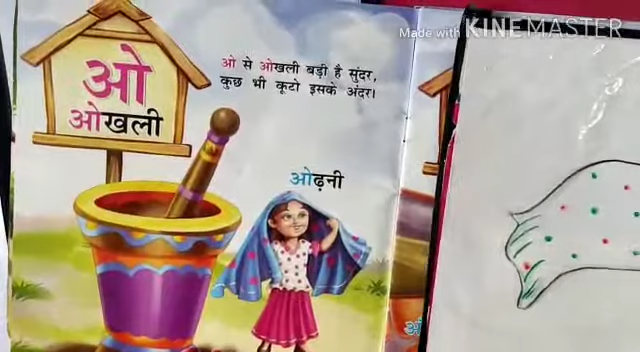 Made with KINEMASTER
ओ
ओखली
ओ से ओखली बड़ी है सुंदर,
कुछ भी कूटो इसके अंदर।
ओढ़नी